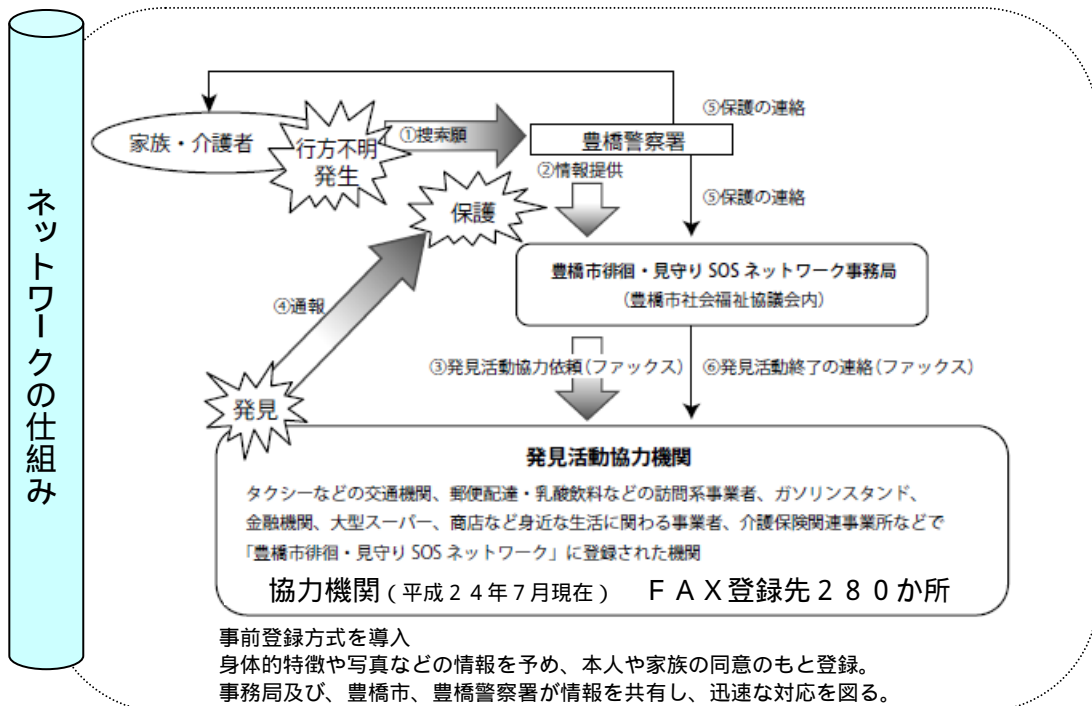 ネットワークの仕組み
⑤保護の連絡
家族・介護者
行方不明
発生
①捜索願
豊橋警察署
②情報提供
保護
⑤保護の連絡
豊橋市徘徊・見守り SOS ネットワーク事務局
(豊橋市社会福祉協議会内)
④通報
③発見活動協力依頼(ファックス)
⑥発見活動終了の連絡(ファックス)
発見
発見活動協力機関
タクシーなどの交通機関、郵便配達・乳酸飲料などの訪問系事業者、ガソリンスタンド、
金融機関、大型スーパー、商店など身近な生活に関わる事業者、介護保険関連事業所などで
「豊橋市徘徊・見守り SOS ネットワーク」に登録された機関
協力機関(平成24年7月現在) FAX登録先280か所
事前登録方式を導入
身体的特徴や写真などの情報を予め、本人や家族の同意のもと登録。
事務局及び、豊橋市、豊橋警察署が情報を共有し、迅速な対応を図る。